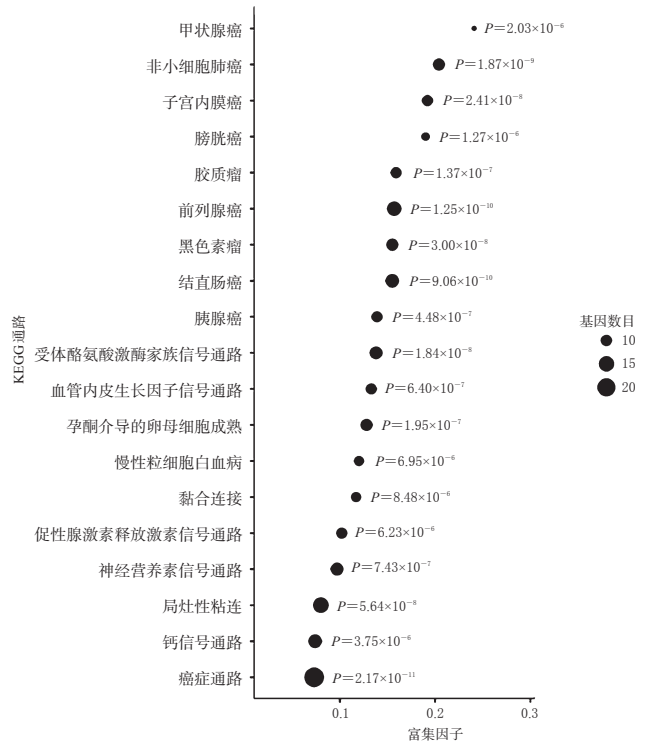 甲状腺癌 P=2.03×10⁻⁶
非小细胞肺癌 P=1.87×10⁻⁹
子宫内膜癌 P=2.41×10⁻⁸
膀胱癌 P=1.27×10⁻⁶
胶质瘤 P=1.37×10⁻⁷
前列腺癌 P=1.25×10⁻¹⁰
黑色素瘤 P=3.00×10⁻⁸
结直肠癌 P=9.06×10⁻¹⁰
胰腺癌 P=4.48×10⁻⁷
受体酪氨酸激酶家族信号通路 P=1.84×10⁻⁸
血管内皮生长因子信号通路 P=6.40×10⁻⁷
孕酮介导的卵母细胞成熟 P=1.95×10⁻⁷
慢性粒细胞白血病 P=6.95×10⁻⁶
黏合连接 P=8.48×10⁻⁶
促性腺激素释放激素信号通路 P=6.23×10⁻⁶
神经营养素信号通路 P=7.43×10⁻⁷
局灶性粘连 P=5.64×10⁻⁸
钙信号通路 P=3.75×10⁻⁶
癌症通路 P=2.17×10⁻¹¹
KEGG通路
0.1 0.2 0.3
富集因子
基因数目
10
15
20